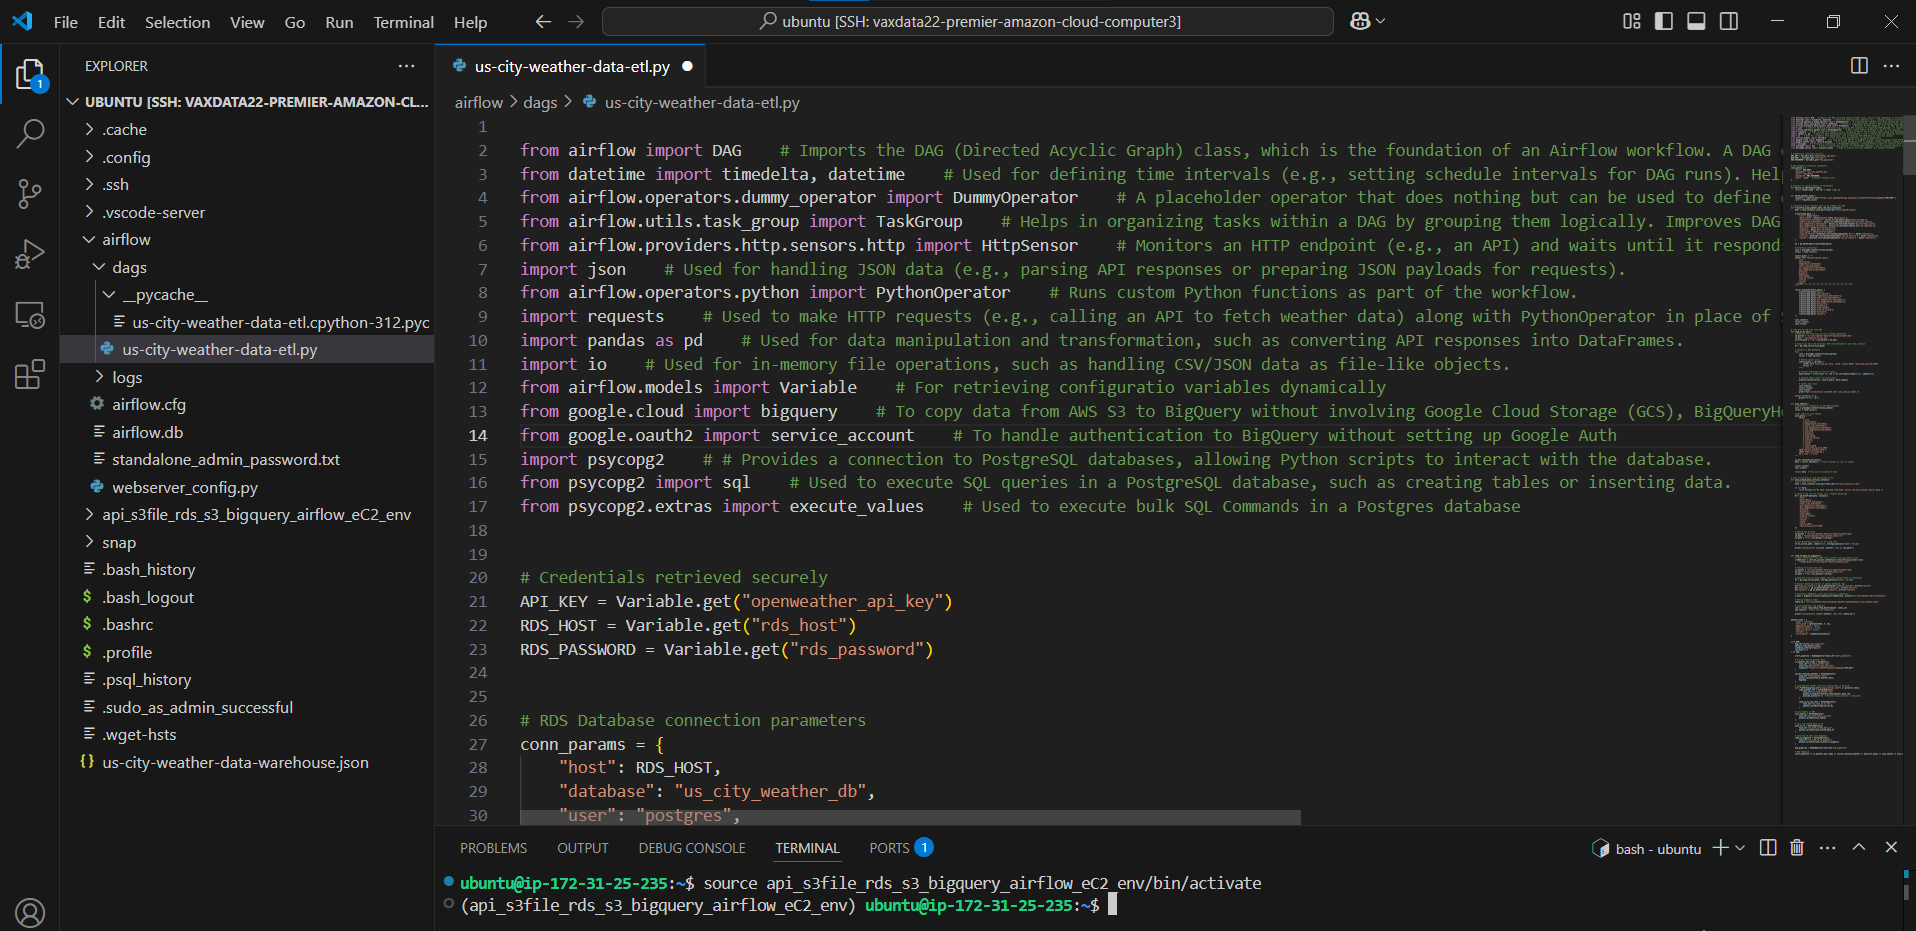 File Edit Selection View Go Run Terminal Help
ubuntu [SSH: vaxdata22-premier-amazon-cloud-computer3]
EXPLORER
1
UBUNTU [SSH: VAXDATA22-PREMIER-AMAZON-CL...
.cache
.config
.ssh
.vscode-server
airflow
dags
__pycache__
us-city-weather-data-etl.cpython-312.pyc
us-city-weather-data-etl.py
logs
airflow.cfg
airflow.db
standalone_admin_password.txt
webserver_config.py
api_s3file_rds_s3_bigquery_airflow_eC2_env
snap
.bash_history
.bash_logout
.bashrc
.profile
.psql_history
.sudo_as_admin_successful
.wget-hsts
us-city-weather-data-warehouse.json
us-city-weather-data-etl.py
airflow > dags > us-city-weather-data-etl.py
1
2 from airflow import DAG # Imports the DAG (Directed Acyclic Graph) class, which is the foundation of an Airflow workflow. A DAG
3 from datetime import timedelta, datetime # Used for defining time intervals (e.g., setting schedule intervals for DAG runs). Hel
4 from airflow.operators.dummy_operator import DummyOperator # A placeholder operator that does nothing but can be used to define
5 from airflow.utils.task_group import TaskGroup # Helps in organizing tasks within a DAG by grouping them logically. Improves DAG
6 from airflow.providers.http.sensors.http import HttpSensor # Monitors an HTTP endpoint (e.g., an API) and waits until it respond
7 import json # Used for handling JSON data (e.g., parsing API responses or preparing JSON payloads for requests).
8 from airflow.operators.python import PythonOperator # Runs custom Python functions as part of the workflow.
9 import requests # Used to make HTTP requests (e.g., calling an API to fetch weather data) along with PythonOperator in place of
10 import pandas as pd # Used for data manipulation and transformation, such as converting API responses into DataFrames.
11 import io # Used for in-memory file operations, such as handling CSV/JSON data as file-like objects.
12 from airflow.models import Variable # For retrieving configuratio variables dynamically
13 from google.cloud import bigquery # To copy data from AWS S3 to BigQuery without involving Google Cloud Storage (GCS), BigQueryHo
14 from google.oauth2 import service_account # To handle authentication to BigQuery without setting up Google Auth
15 import psycopg2 # # Provides a connection to PostgreSQL databases, allowing Python scripts to interact with the database.
16 from psycopg2 import sql # Used to execute SQL queries in a PostgreSQL database, such as creating tables or inserting data.
17 from psycopg2.extras import execute_values # Used to execute bulk SQL Commands in a Postgres database
18
19
20 # Credentials retrieved securely
21 API_KEY = Variable.get("openweather_api_key")
22 RDS_HOST = Variable.get("rds_host")
23 RDS_PASSWORD = Variable.get("rds_password")
24
25
26 # RDS Database connection parameters
27 conn_params = {
28 "host": RDS_HOST,
29 "database": "us_city_weather_db",
30 "user": "postgres",
PROBLEMS OUTPUT DEBUG CONSOLE TERMINAL PORTS 1
bash - ubuntu
ubuntu@ip-172-31-25-235:~$ source api_s3file_rds_s3_bigquery_airflow_eC2_env/bin/activate
(api_s3file_rds_s3_bigquery_airflow_eC2_env) ubuntu@ip-172-31-25-235:~$